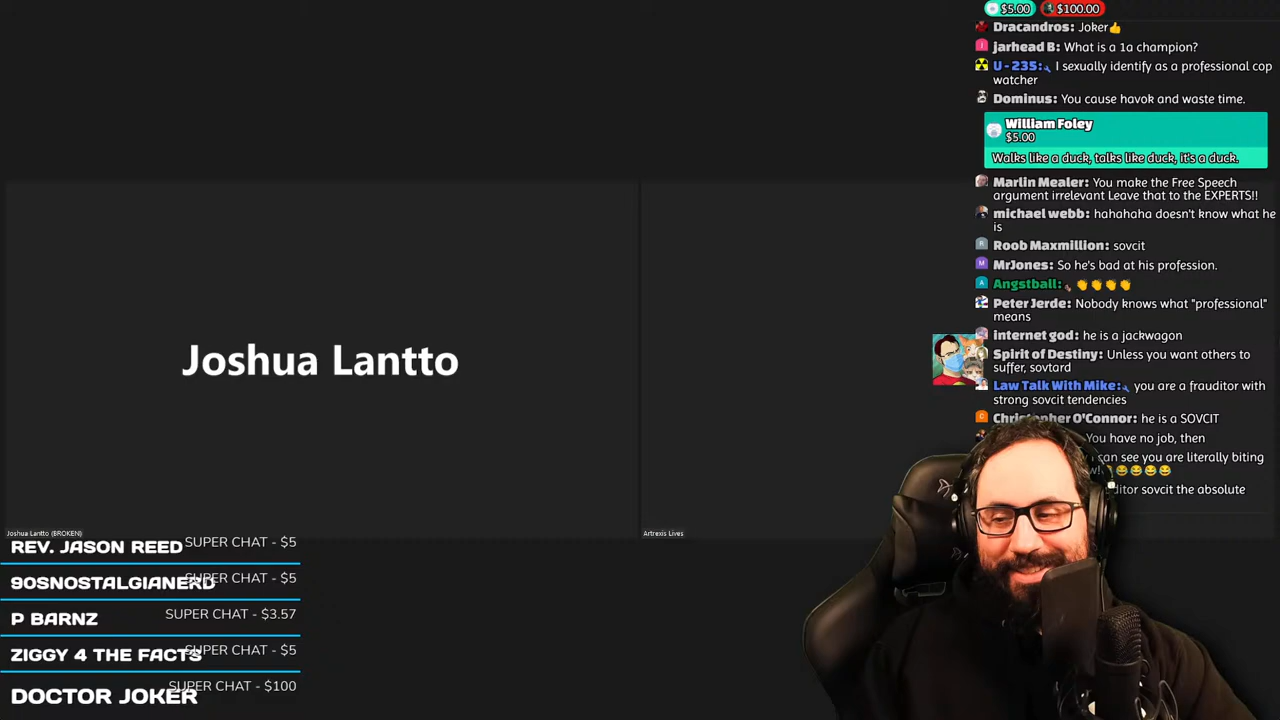 $5.00
$100.00
Dracandros: Joker👍
jarhead B: What is a 1a champion?
U - 235: I sexually identify as a professional cop
watcher
Dominus: You cause havok and waste time.
William Foley
$5.00
Walks like a duck, talks like duck, it's a duck.
Marlin Mealer: You make the Free Speech
argument irrelevant Leave that to the EXPERTS!!
michael webb: hahahaha doesn't know what he
is
Roob Maxmillion: sovcit
MrJones: So he's bad at his profession.
Angstball: 👏👏👏👏
Peter Jerde: Nobody knows what "professional"
means
internet god: he is a jackwagon
Spirit of Destiny: Unless you want others to
suffer, sovtard
Law Talk With Mike: you are a frauditor with
strong sovcit tendencies
Christopher O'Connor: he is a SOVCIT
You have no job, then
can see you are literally biting
😂😂😂😂
sovcit the absolute
Joshua Lantto
Joshua Lantto (BROKEN!)
Artrexis Lives
REV. JASON REED SUPER CHAT - $5
90SNOSTALGIANERD SUPER CHAT - $5
P BARNZ SUPER CHAT - $3.57
ZIGGY 4 THE FACTS SUPER CHAT - $5
DOCTOR JOKER SUPER CHAT - $100